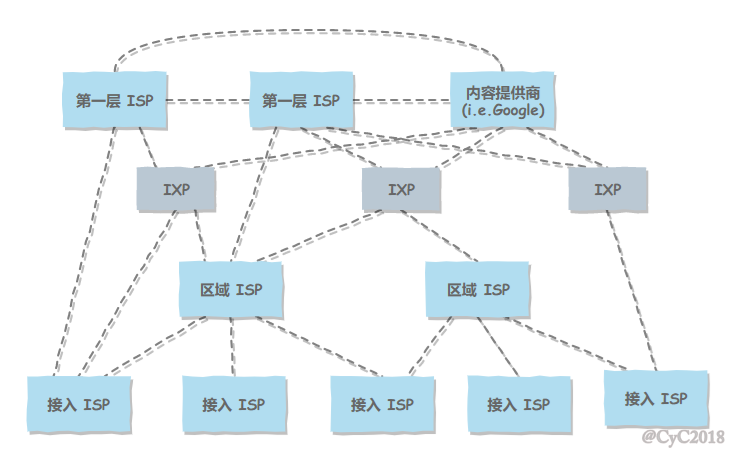 第一层 ISP
第一层 ISP
内容提供商
(i.e.Google)
IXP
IXP
IXP
区域 ISP
区域 ISP
接入 ISP
接入 ISP
接入 ISP
接入 ISP
接入 ISP
@CyC2018